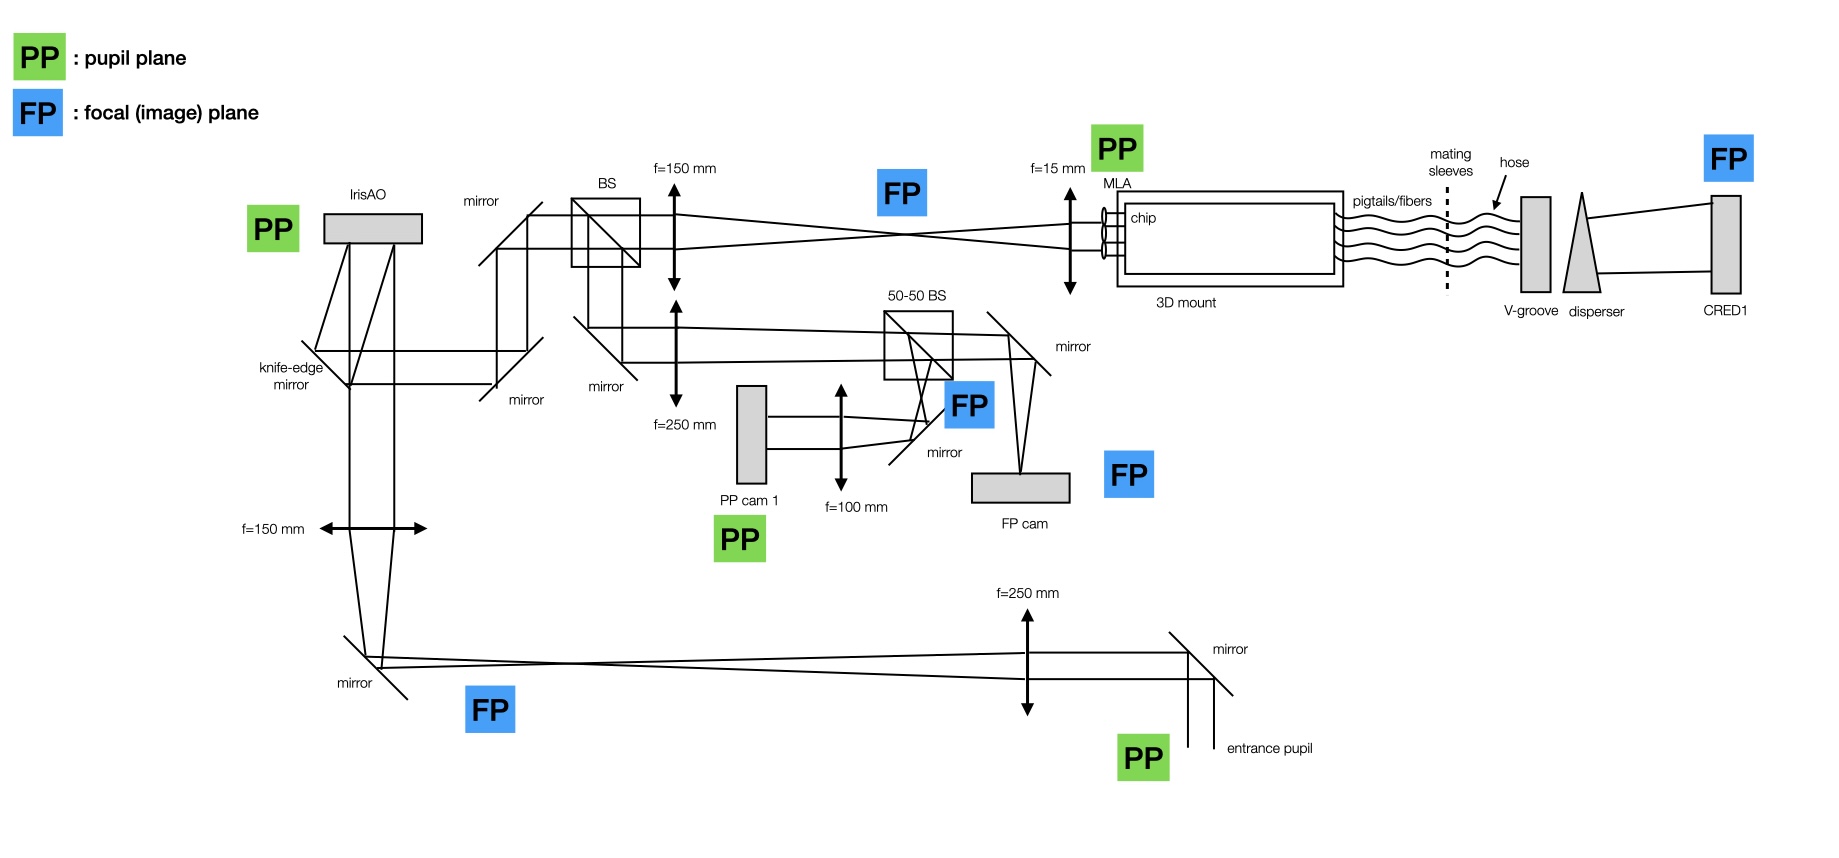 PP : pupil plane
FP : focal (image) plane
PP
IrisAO
mirror
BS
f=150 mm
FP
f=15 mm
PP
MLA
chip
3D mount
pigtails/fibers
mating
sleeves
hose
FP
V-groove
disperser
CRED1
knife-edge
mirror
mirror
mirror
f=250 mm
50-50 BS
mirror
FP
mirror
PP cam 1
PP
f=100 mm
FP cam
FP
f=150 mm
mirror
FP
f=250 mm
mirror
PP
entrance pupil